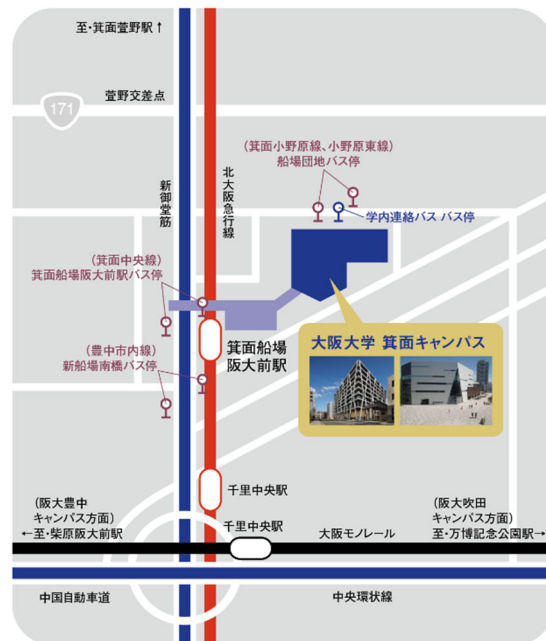 至・箕面萱野駅↑
171
萱野交差点
(箕面小野原線、小野原東線)
船場団地バス停
学内連絡バス バス停
新御堂筋
北大阪急行線
(箕面中央線)
箕面船場阪大前駅バス停
箕面船場
阪大前駅
大阪大学 箕面キャンパス
(豊中市内線)
新船場南橋バス停
千里中央駅
(阪大豊中
キャンパス方面)
←至・柴原阪大前駅
千里中央駅
大阪モノレール
(阪大吹田
キャンパス方面)
至・万博記念公園駅→
中国自動車道
中央環状線